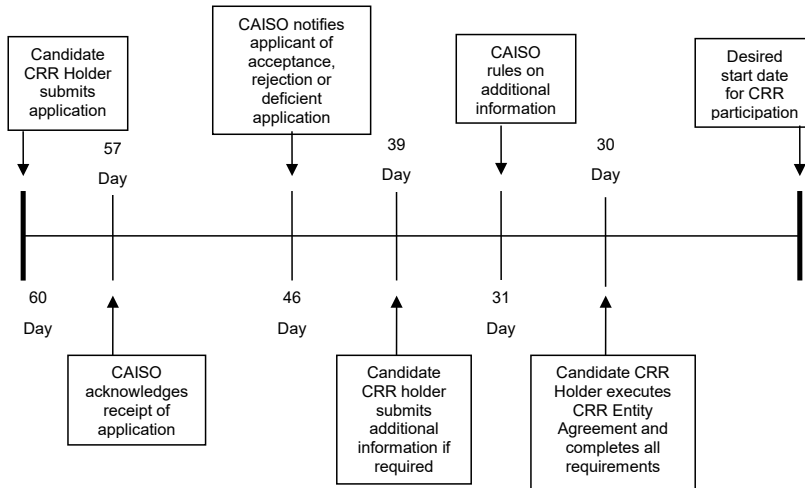 Candidate
CRR Holder
submits
application
CAISO notifies
applicant of
acceptance,
rejection or
deficient
application
CAISO
rules on
additional
information
Desired
start date
for CRR
participation
57
Day
39
Day
30
Day
60
Day
46
Day
31
Day
CAISO
acknowledges
receipt of
application
Candidate
CRR holder
submits
additional
information if
required
Candidate CRR
Holder executes
CRR Entity
Agreement and
completes all
requirements